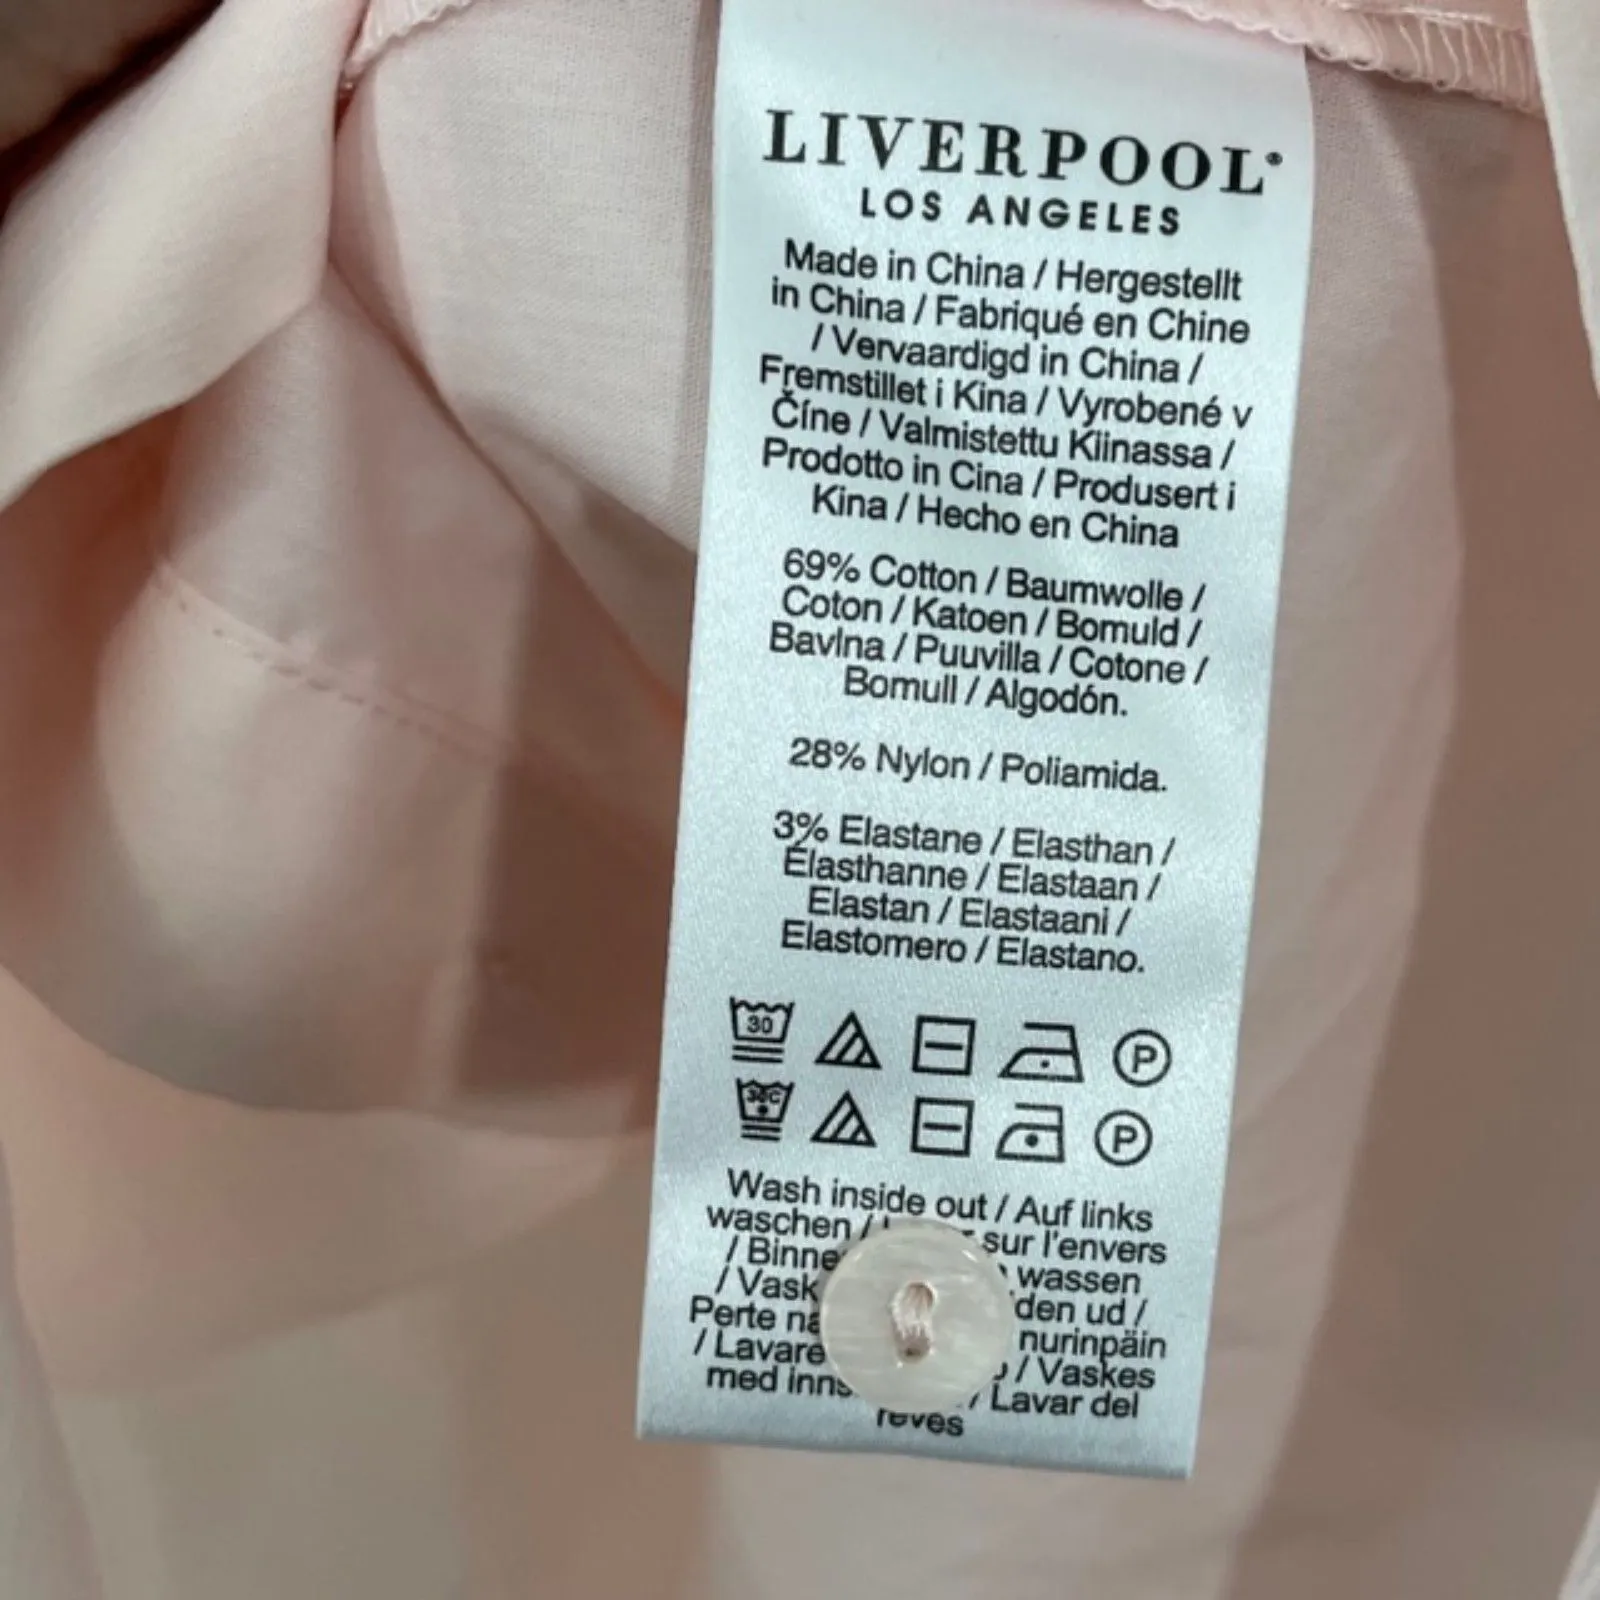 LIVERPOOL®
LOS ANGELES
Made in China / Hergestellt
in China / Fabriqué en Chine
/ Vervaardigd in China /
Fremstillet i Kina / Vyrobené v
Číne / Valmistettu Kiinassa /
Prodotto in Cina / Produsert i
Kina / Hecho en China
69% Cotton / Baumwolle /
Coton / Katoen / Bomuld /
Bavlna / Puuvilla / Cotone /
Bomull / Algodón.
28% Nylon / Poliamida.
3% Elastane / Elasthan /
Élasthanne / Elastaan /
Elastan / Elastaani /
Elastomero / Elastano.
30 P
30C P
Wash inside out / Auf links
waschen / sur l'envers
/ Binne wassen
/ Vask den ud /
Perte na nurinpäin
/ Lavare / Vaskes
med inns / Lavar del
reves